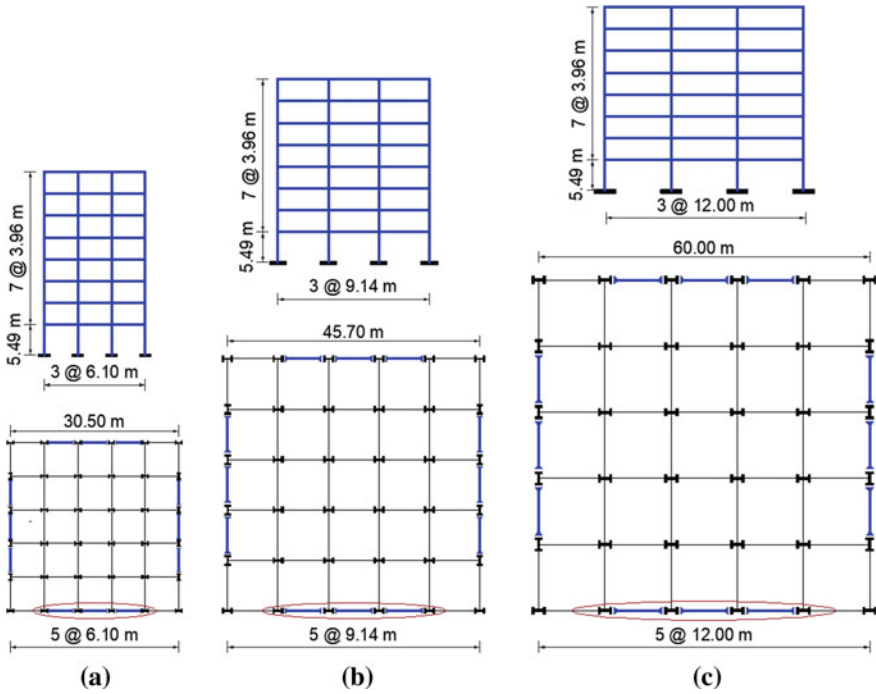 7 @ 3.96 m
5.49 m
3 @ 6.10 m
30.50 m
5 @ 6.10 m
(a)
7 @ 3.96 m
5.49 m
3 @ 9.14 m
45.70 m
5 @ 9.14 m
(b)
7 @ 3.96 m
5.49 m
3 @ 12.00 m
60.00 m
5 @ 12.00 m
(c)